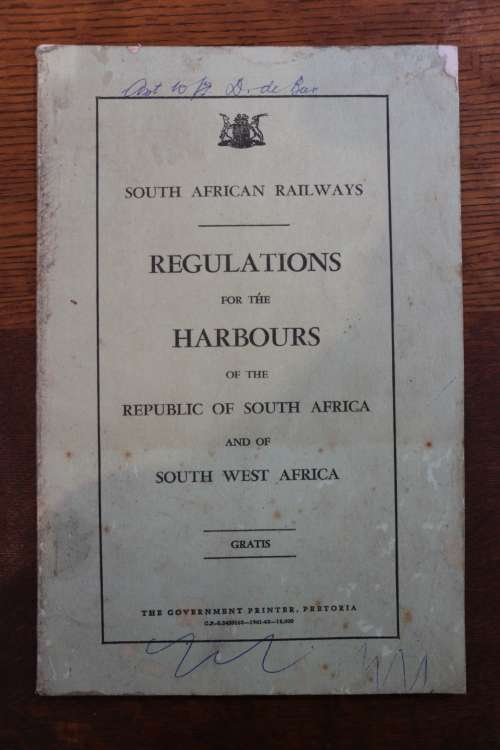 D. de
SOUTH AFRICAN RAILWAYS
REGULATIONS
FOR THE
HARBOURS
OF THE
REPUBLIC OF SOUTH AFRICA
AND OF
SOUTH WEST AFRICA
GRATIS
THE GOVERNMENT PRINTER, PRETORIA